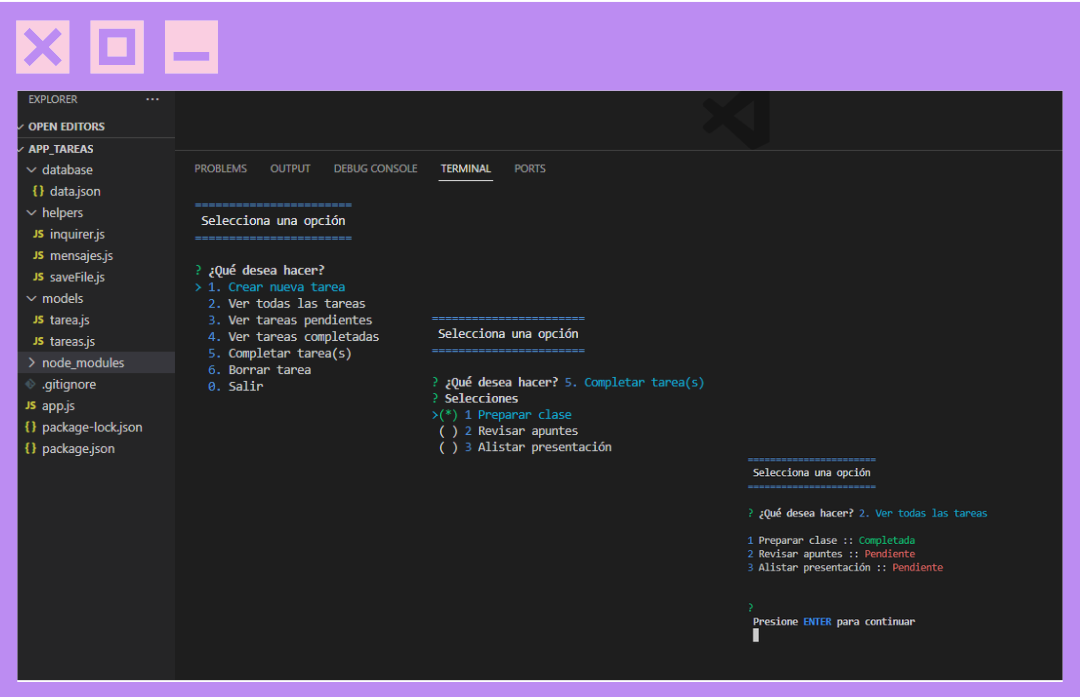 EXPLORER ...
OPEN EDITORS
APP_TAREAS
database
{} data.json
helpers
JS inquirer.js
JS mensajes.js
JS saveFile.js
models
JS tarea.js
JS tareas.js
node_modules
.gitignore
JS app.js
{} package-lock.json
{} package.json
PROBLEMS OUTPUT DEBUG CONSOLE TERMINAL PORTS
=======================
Selecciona una opción
=======================
? ¿Qué desea hacer?
> 1. Crear nueva tarea
2. Ver todas las tareas
3. Ver tareas pendientes
4. Ver tareas completadas
5. Completar tarea(s)
6. Borrar tarea
0. Salir
=======================
Selecciona una opción
=======================
? ¿Qué desea hacer? 5. Completar tarea(s)
? Selecciones
>(*) 1 Preparar clase
( ) 2 Revisar apuntes
( ) 3 Alistar presentación
=======================
Selecciona una opción
=======================
? ¿Qué desea hacer? 2. Ver todas las tareas
1 Preparar clase :: Completada
2 Revisar apuntes :: Pendiente
3 Alistar presentación :: Pendiente
?
Presione ENTER para continuar